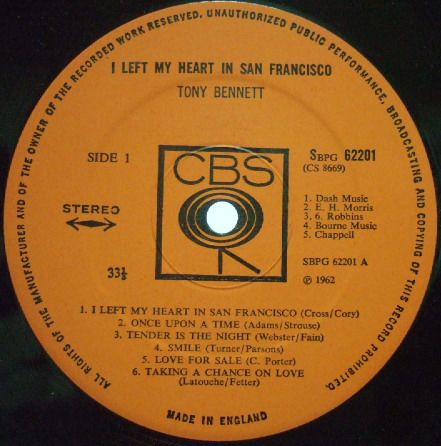 ALL RIGHTS OF THE MANUFACTURER AND OF THE OWNER OF THE RECORDED WORK RESERVED. UNAUTHORIZED PUBLIC PERFORMANCE, BROADCASTING AND COPYING OF THIS RECORD PROHIBITED.
I LEFT MY HEART IN SAN FRANCISCO
TONY BENNETT
SIDE 1
CBS
SBPG 62201
(CS 8669)
STEREO
33⅓
1. Dash Music
2. E. H. Morris
3, 6. Robbins
4. Bourne Music
5. Chappell
SBPG 62201 A
℗ 1962
1. I LEFT MY HEART IN SAN FRANCISCO (Cross/Cory)
2. ONCE UPON A TIME (Adams/Strouse)
3. TENDER IS THE NIGHT (Webster/Fain)
4. SMILE (Turner/Parsons)
5. LOVE FOR SALE (C. Porter)
6. TAKING A CHANCE ON LOVE
(Latouche/Fetter)
MADE IN ENGLAND